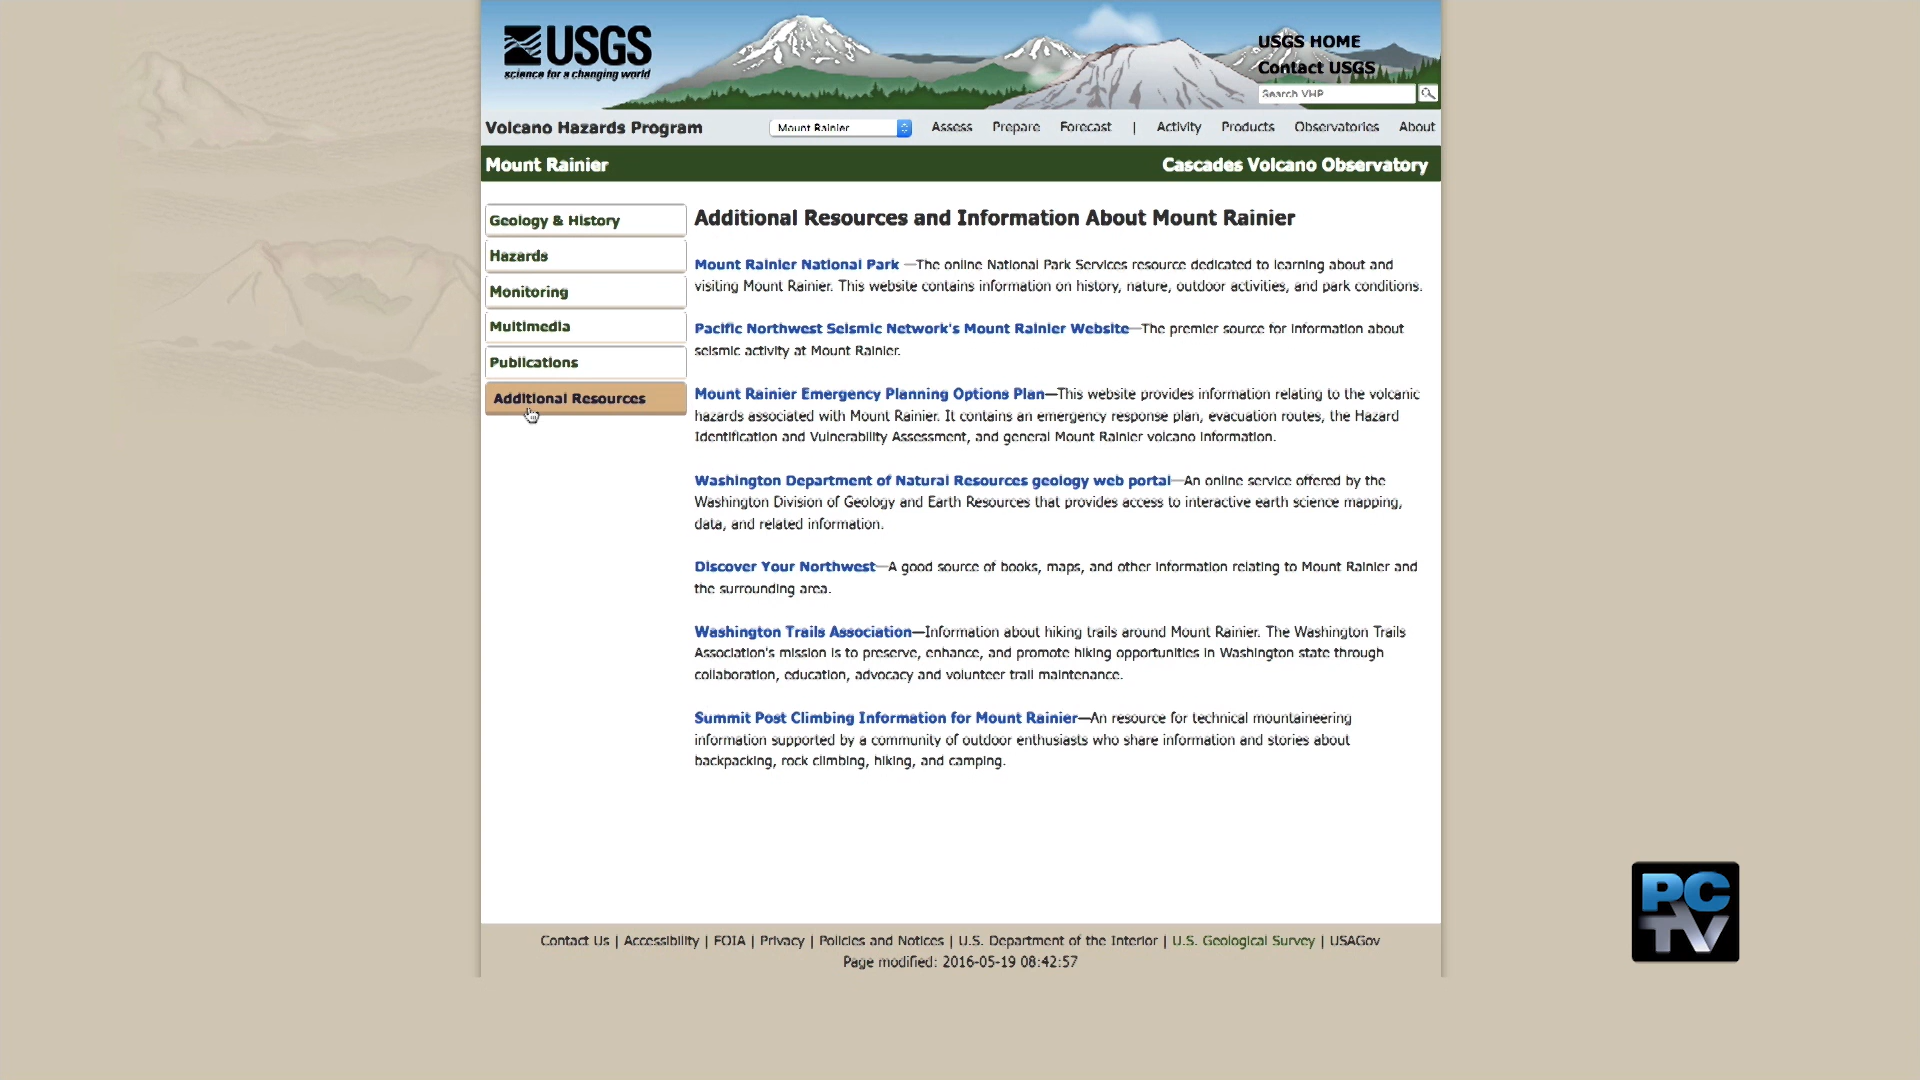 USGS
science for a changing world
USGS HOME
Contact USGS
Search VHP
Volcano Hazards Program
Mount Rainier
Assess Prepare Forecast | Activity Products Observatories About
Mount Rainier
Cascades Volcano Observatory
Geology & History
Hazards
Monitoring
Multimedia
Publications
Additional Resources
Additional Resources and Information About Mount Rainier
Mount Rainier National Park —The online National Park Services resource dedicated to learning about and
visiting Mount Rainier. This website contains information on history, nature, outdoor activities, and park conditions.
Pacific Northwest Seismic Network's Mount Rainier Website—The premier source for information about
seismic activity at Mount Rainier.
Mount Rainier Emergency Planning Options Plan—This website provides information relating to the volcanic
hazards associated with Mount Rainier. It contains an emergency response plan, evacuation routes, the Hazard
Identification and Vulnerability Assessment, and general Mount Rainier volcano information.
Washington Department of Natural Resources geology web portal—An online service offered by the
Washington Division of Geology and Earth Resources that provides access to interactive earth science mapping,
data, and related information.
Discover Your Northwest—A good source of books, maps, and other information relating to Mount Rainier and
the surrounding area.
Washington Trails Association—Information about hiking trails around Mount Rainier. The Washington Trails
Association's mission is to preserve, enhance, and promote hiking opportunities in Washington state through
collaboration, education, advocacy and volunteer trail maintenance.
Summit Post Climbing Information for Mount Rainier—An resource for technical mountaineering
information supported by a community of outdoor enthusiasts who share information and stories about
backpacking, rock climbing, hiking, and camping.
Contact Us | Accessibility | FOIA | Privacy | Policies and Notices | U.S. Department of the Interior | U.S. Geological Survey | USAGov
Page modified: 2016-05-19 08:42:57
PC
TV